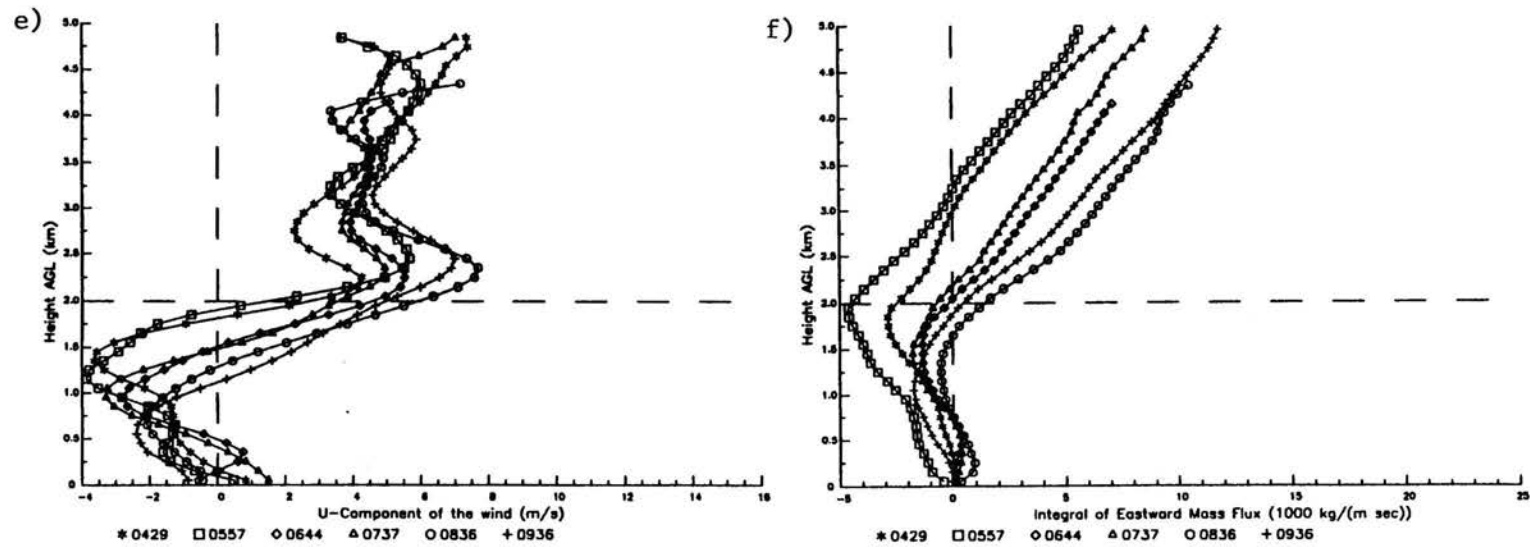 e)
Height AGL (km)
5.0
4.5
4.0
3.5
3.0
2.5
2.0
1.5
1.0
0.5
0
-4 -2 0 2 4 6 8 10 12 14 16
U-Component of the wind (m/s)
* 0429 □ 0557 ◇ 0644 △ 0737 ○ 0836 + 0936
f)
Height AGL (km)
5.0
4.5
4.0
3.5
3.0
2.5
2.0
1.5
1.0
0.5
0
-5 0 5 10 15 20 25
Integral of Eastward Mass Flux (1000 kg/(m sec))
* 0429 □ 0557 ◇ 0644 △ 0737 ○ 0836 + 0936